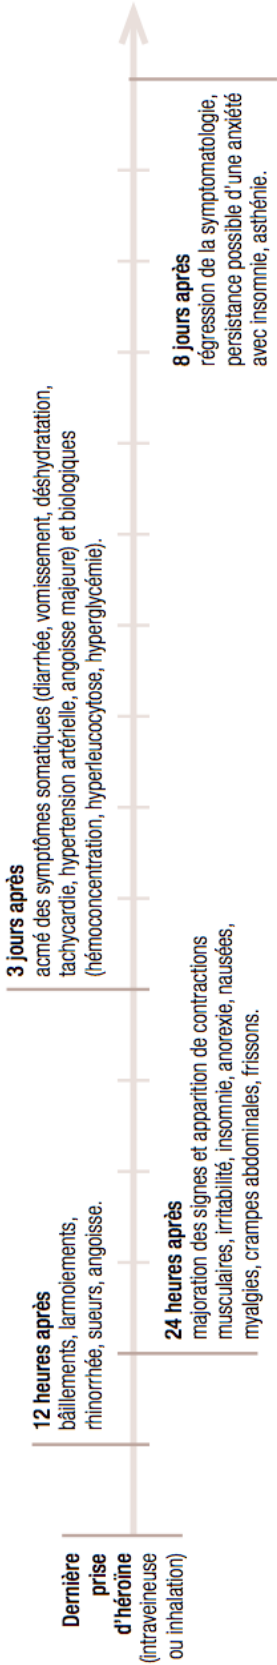 Dernière
prise
d'héroïne
(intraveineuse
ou inhalation)
12 heures après
bâillements, larmoiements,
rhinorrhée, sueurs, angoisse.
24 heures après
majoration des signes et apparition de contractions
musculaires, irritabilité, insomnie, anorexie, nausées,
myalgies, crampes abdominales, frissons.
3 jours après
acmé des symptômes somatiques (diarrhée, vomissement, déshydratation,
tachycardie, hypertension artérielle, angoisse majeure) et biologiques
(hémoconcentration, hyperleucocytose, hyperglycémie).
8 jours après
régression de la symptomatologie,
persistance possible d'une anxiété
avec insomnie, asthénie.